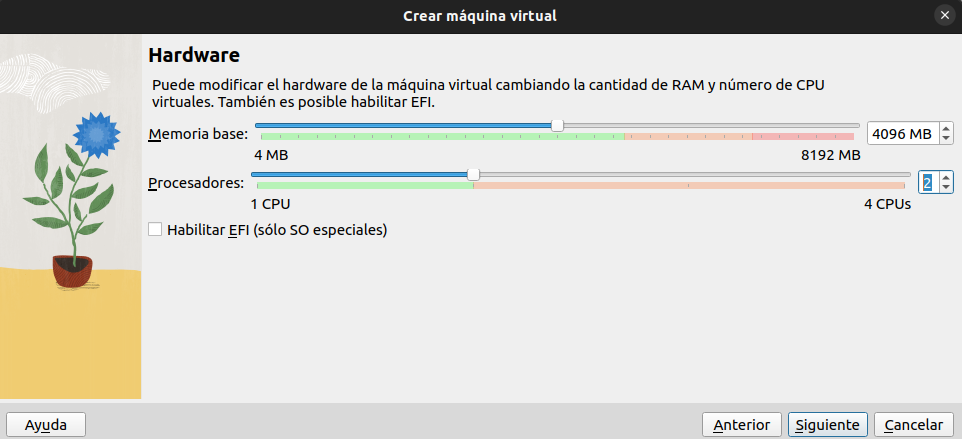 Crear máquina virtual
Hardware
Puede modificar el hardware de la máquina virtual cambiando la cantidad de RAM y número de CPU
virtuales. También es posible habilitar EFI.
Memoria base: 4096 MB
4 MB 8192 MB
Procesadores: 2
1 CPU 4 CPUs
Habilitar EFI (sólo SO especiales)
Ayuda Anterior Siguiente Cancelar